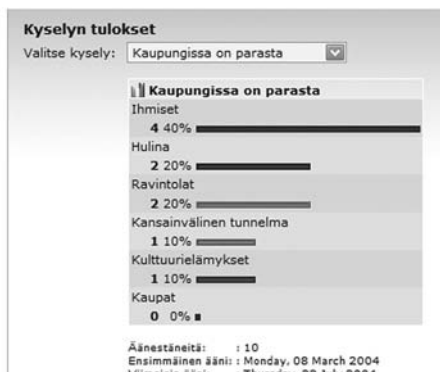 Kyselyn tulokset
Valitse kysely: Kaupungissa on parasta
Kaupungissa on parasta
Ihmiset
4 40%
Hulina
2 20%
Ravintolat
2 20%
Kansainvälinen tunnelma
1 10%
Kulttuurielämykset
1 10%
Kaupat
0 0%
Äänestäneitä: : 10
Ensimmäinen ääni: : Monday, 08 March 2004